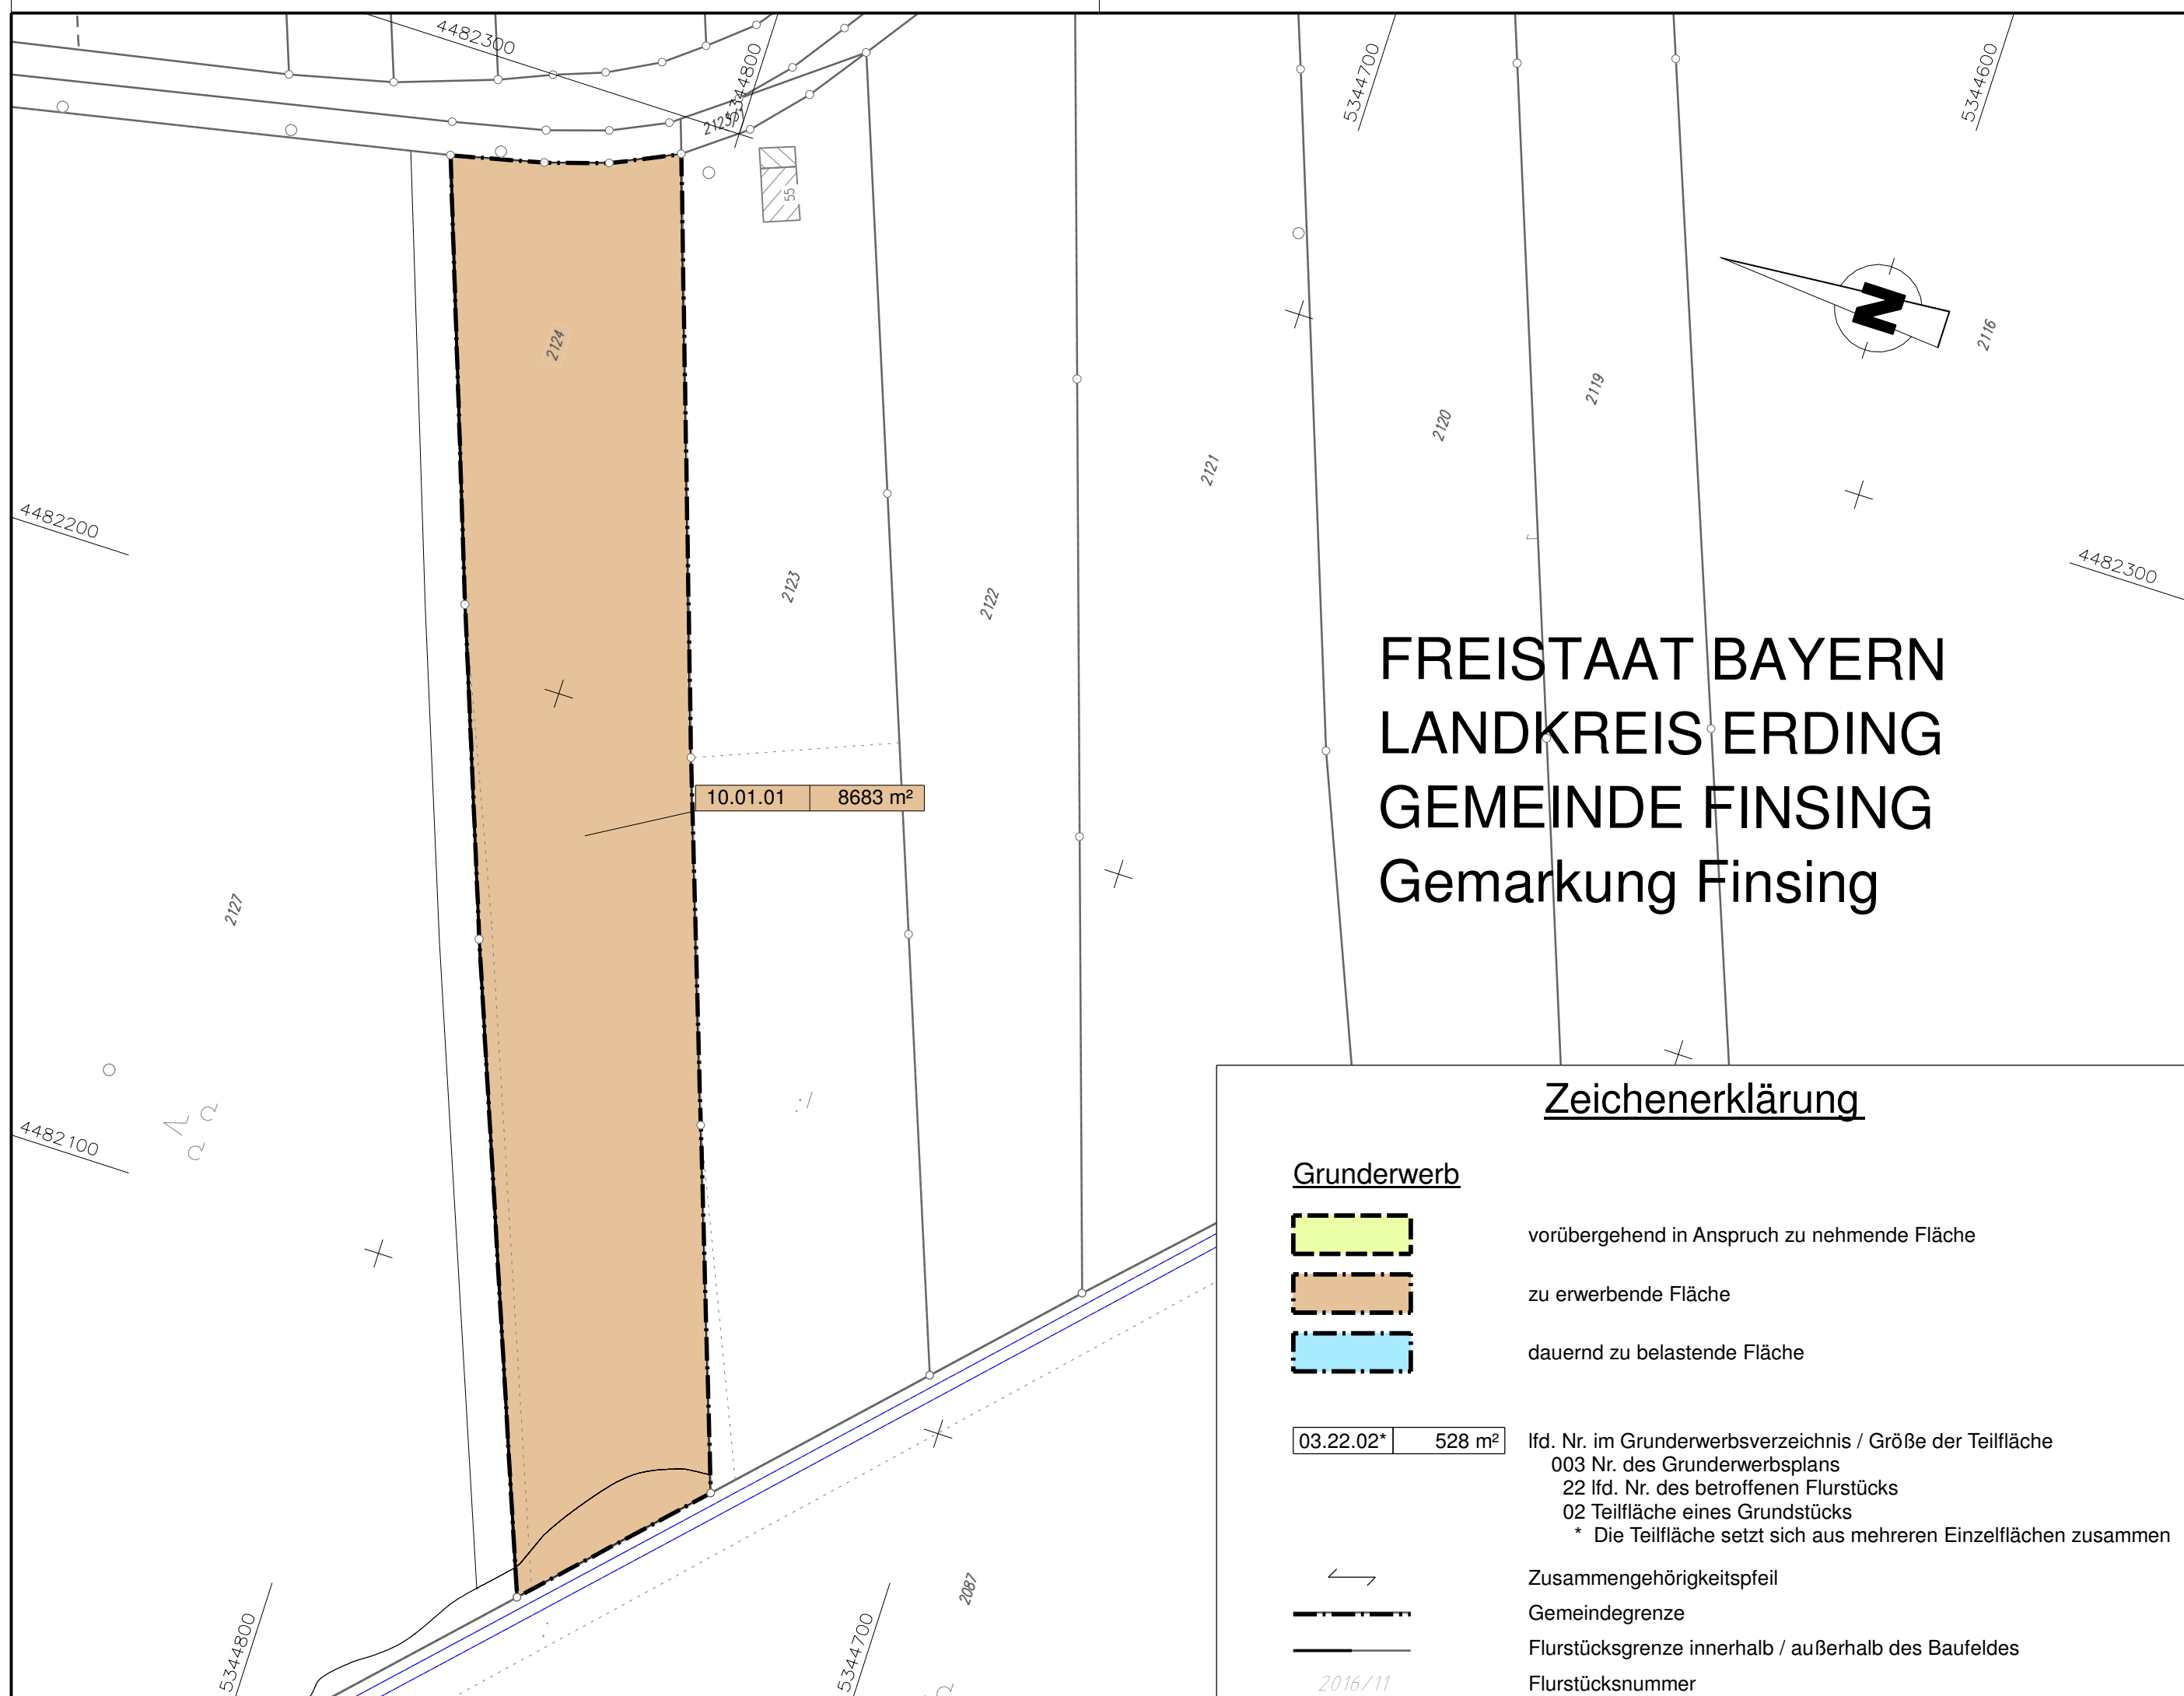 4482300
5344800
5344700
5344600
55
N
2116
2124
2119
2120
2121
4482200
4482300
2123
2122
FREISTAAT BAYERN
LANDKREIS ERDING
GEMEINDE FINSING
Gemarkung Finsing
10.01.01 8683 m²
2127
4482100
Zeichenerklärung
Grunderwerb
vorübergehend in Anspruch zu nehmende Fläche
zu erwerbende Fläche
dauernd zu belastende Fläche
03.22.02* 528 m² lfd. Nr. im Grunderwerbsverzeichnis / Größe der Teilfläche
003 Nr. des Grunderwerbsplans
22 lfd. Nr. des betroffenen Flurstücks
02 Teilfläche eines Grundstücks
* Die Teilfläche setzt sich aus mehreren Einzelflächen zusammen
Zusammengehörigkeitspfeil
Gemeindegrenze
Flurstücksgrenze innerhalb / außerhalb des Baufeldes
2016/11 Flurstücksnummer
2087
5344800
5344700